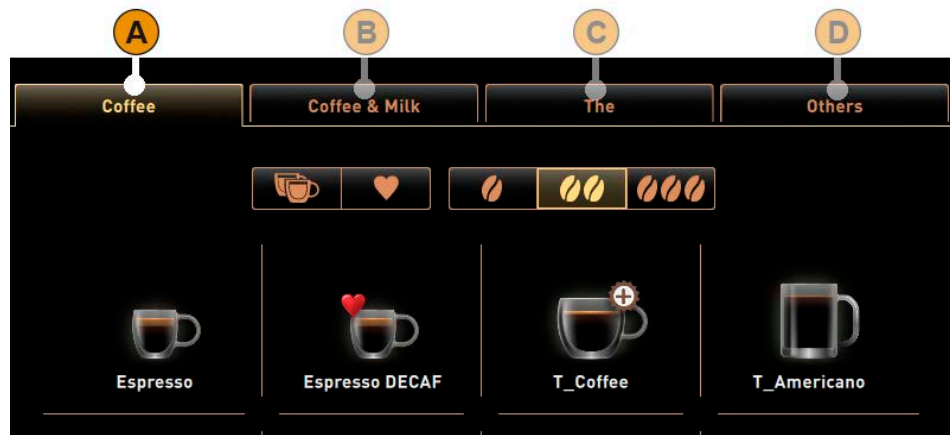 A B C D
Coffee Coffee & Milk The Others
Espresso Espresso DECAF T_Coffee T_Americano